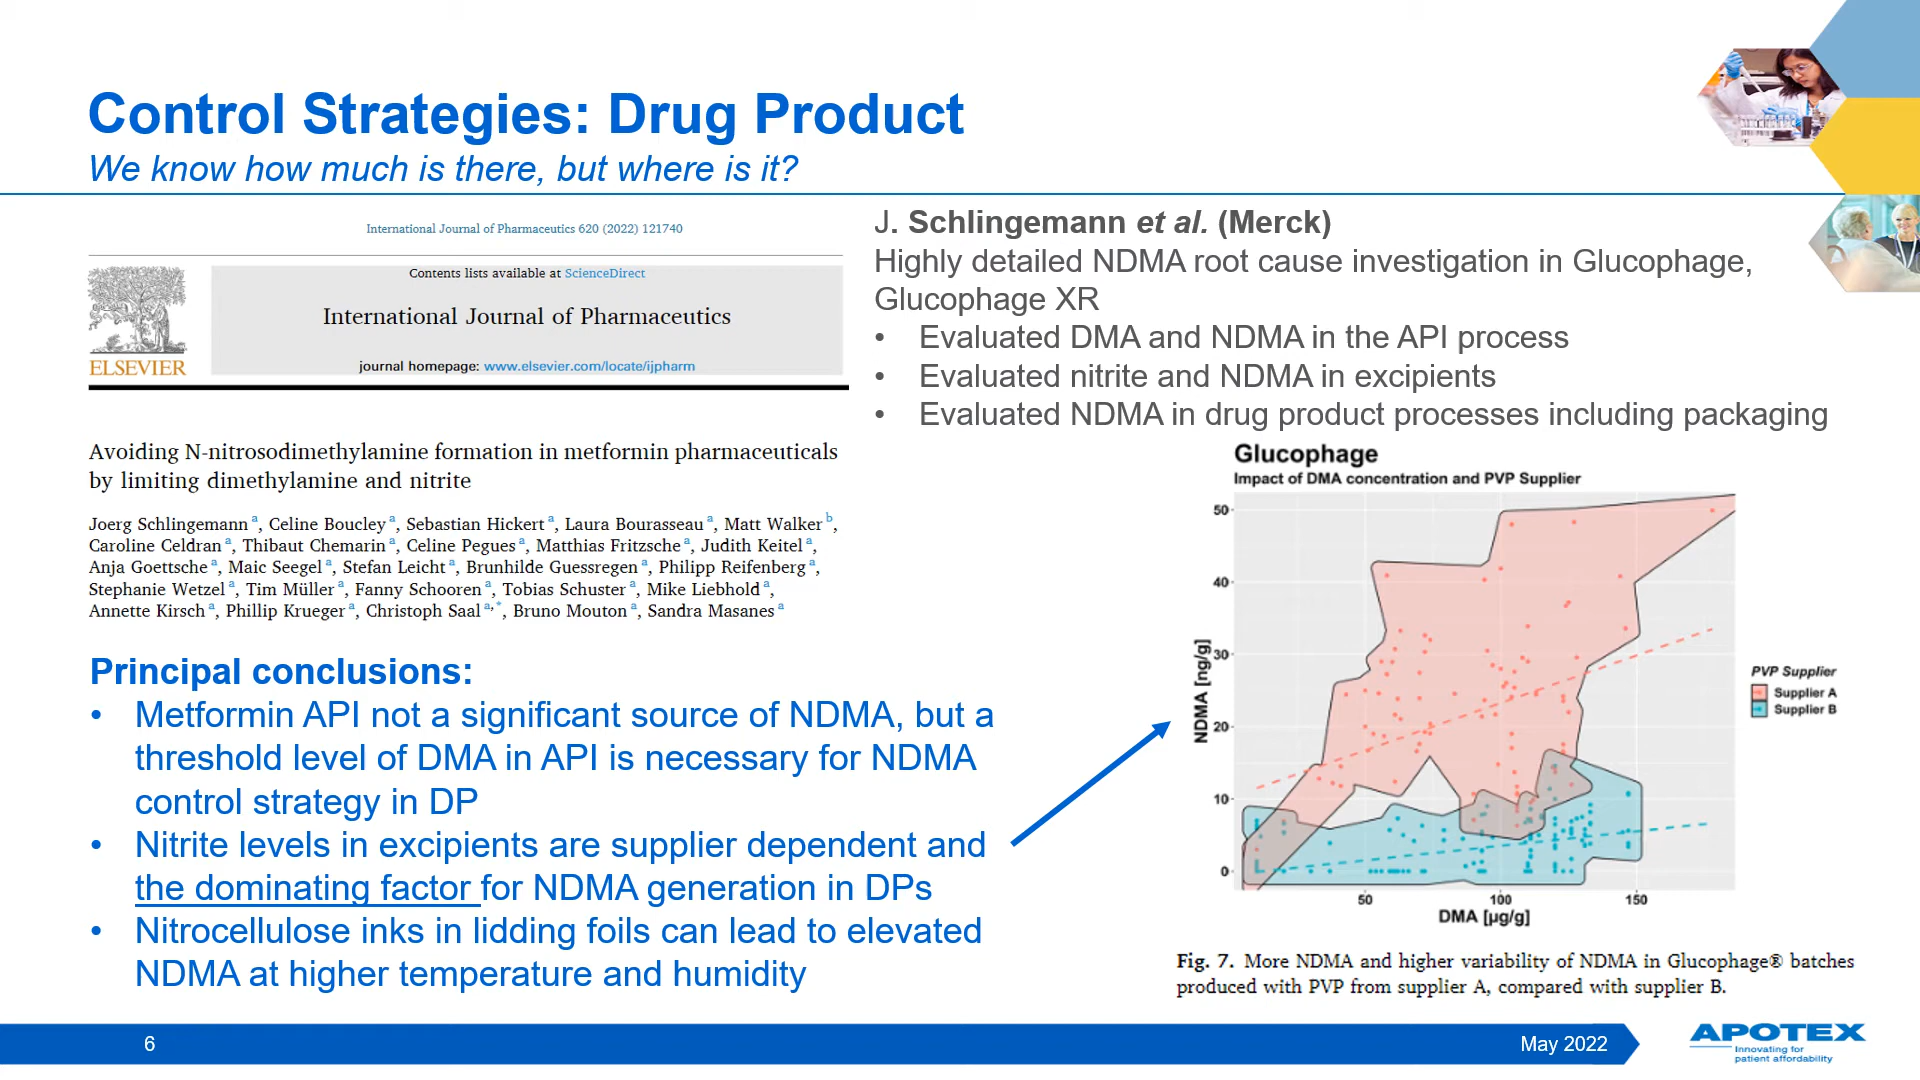 Control Strategies: Drug Product
We know how much is there, but where is it?
International Journal of Pharmaceutics 620 (2022) 121740
Contents lists available at ScienceDirect
International Journal of Pharmaceutics
journal homepage: www.elsevier.com/locate/ijpharm
ELSEVIER
Avoiding N-nitrosodimethylamine formation in metformin pharmaceuticals
by limiting dimethylamine and nitrite
Joerg Schlingemann a, Celine Boucley a, Sebastian Hickert a, Laura Bourasseau a, Matt Walker b,
Caroline Celdran a, Thibaut Chemarin a, Celine Pegues a, Matthias Fritzsche a, Judith Keitel a,
Anja Goettsche a, Maic Seegel a, Stefan Leicht a, Brunhilde Guessregen a, Philipp Reifenberg a,
Stephanie Wetzel a, Tim Müller a, Fanny Schooren a, Tobias Schuster a, Mike Liebhold a,
Annette Kirsch a, Phillip Krueger a, Christoph Saal a,*, Bruno Mouton a, Sandra Masanes a
Principal conclusions:
• Metformin API not a significant source of NDMA, but a
threshold level of DMA in API is necessary for NDMA
control strategy in DP
• Nitrite levels in excipients are supplier dependent and
the dominating factor for NDMA generation in DPs
• Nitrocellulose inks in lidding foils can lead to elevated
NDMA at higher temperature and humidity
J. Schlingemann et al. (Merck)
Highly detailed NDMA root cause investigation in Glucophage,
Glucophage XR
• Evaluated DMA and NDMA in the API process
• Evaluated nitrite and NDMA in excipients
• Evaluated NDMA in drug product processes including packaging
Glucophage
Impact of DMA concentration and PVP Supplier
50
40
30
20
10
0
NDMA [ng/g]
50 100 150
DMA [µg/g]
PVP Supplier
Supplier A
Supplier B
Fig. 7. More NDMA and higher variability of NDMA in Glucophage® batches
produced with PVP from supplier A, compared with supplier B.
6
May 2022
APOTEX
Innovating for
patient affordability